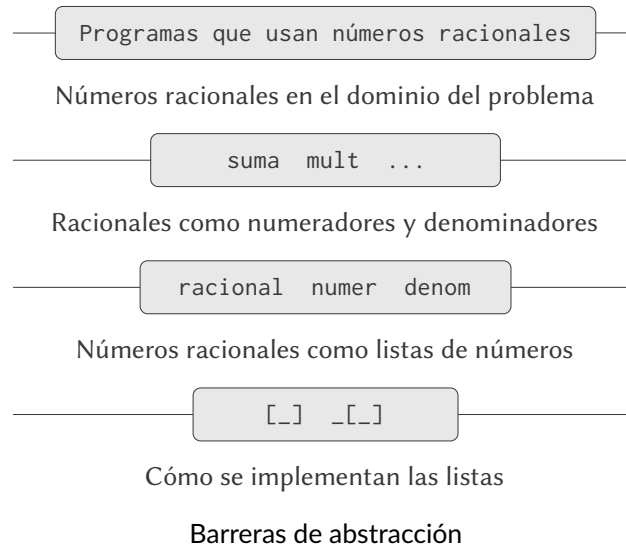 Programas que usan números racionales
Números racionales en el dominio del problema
suma mult ...
Racionales como numeradores y denominadores
racional numer denom
Números racionales como listas de números
[_] _[_]
Cómo se implementan las listas
Barreras de abstracción